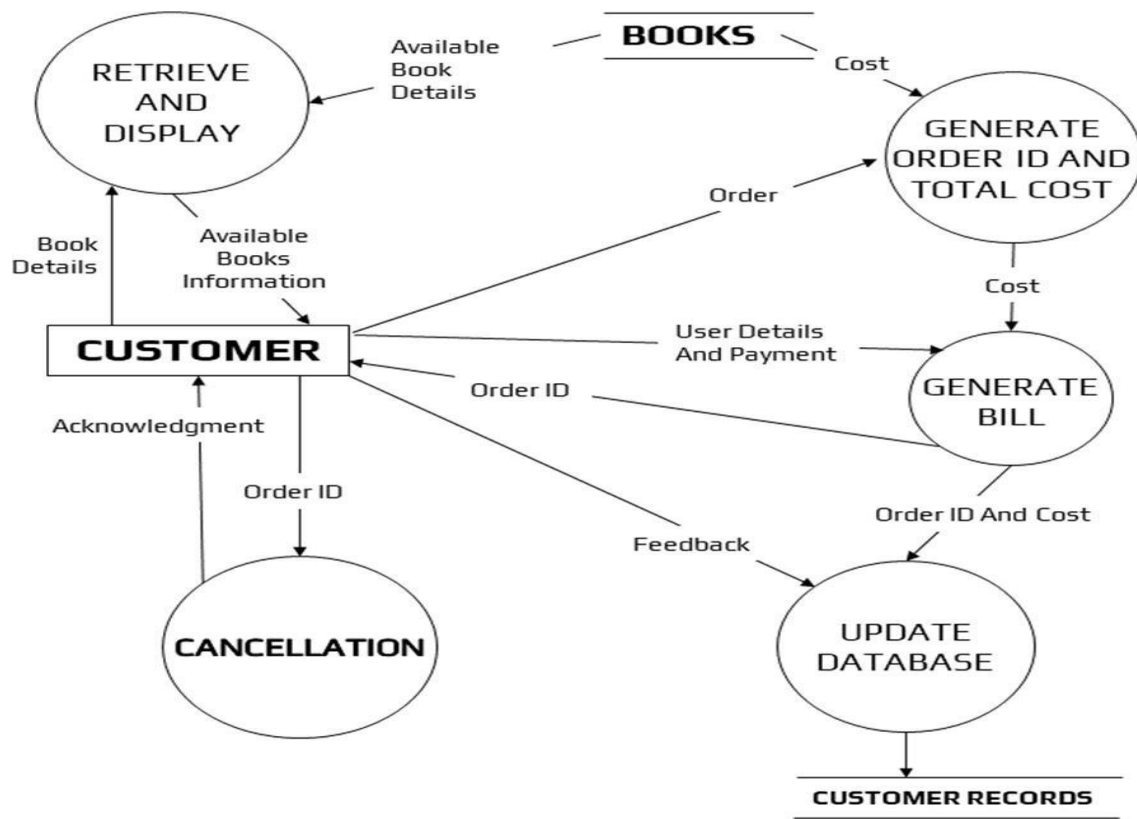 BOOKS
Available
Book
Details
Cost
RETRIEVE
AND
DISPLAY
GENERATE
ORDER ID AND
TOTAL COST
Order
Book
Details
Available
Books
Information
Cost
CUSTOMER
User Details
And Payment
Order ID
GENERATE
BILL
Acknowledgment
Order ID
Order ID And Cost
Feedback
CANCELLATION
UPDATE
DATABASE
CUSTOMER RECORDS